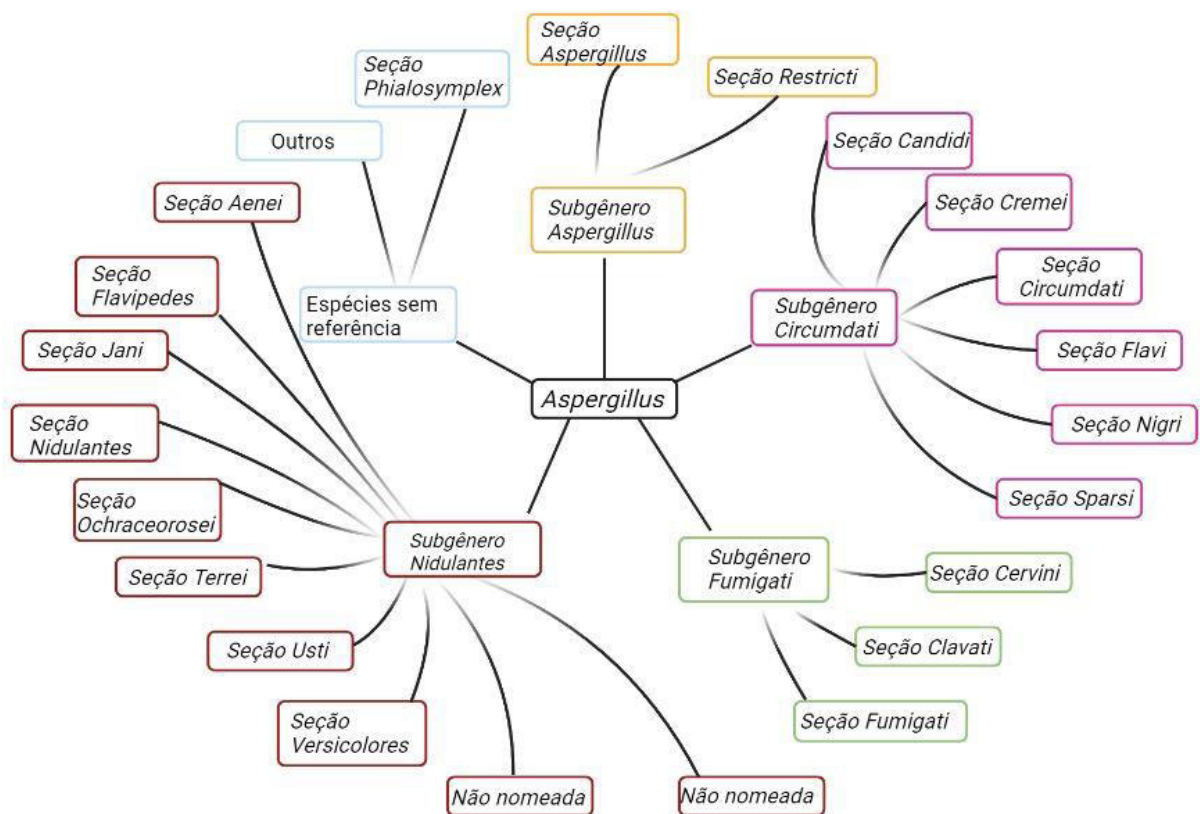 Seção
Aspergillus
Seção
Phialosymplex
Seção Restricti
Outros
Seção Candidi
Seção Aenei
Subgênero
Aspergillus
Seção Cremei
Seção
Flavipedes
Espécies sem
referência
Subgênero
Circumdati
Seção
Circumdati
Seção Jani
Seção Flavi
Aspergillus
Seção
Nidulantes
Seção Nigri
Seção
Ochraceorosei
Seção Sparsi
Subgênero
Nidulantes
Subgênero
Fumigati
Seção Terrei
Seção Cervini
Seção Usti
Seção Clavati
Seção
Versicolores
Seção Fumigati
Não nomeada
Não nomeada